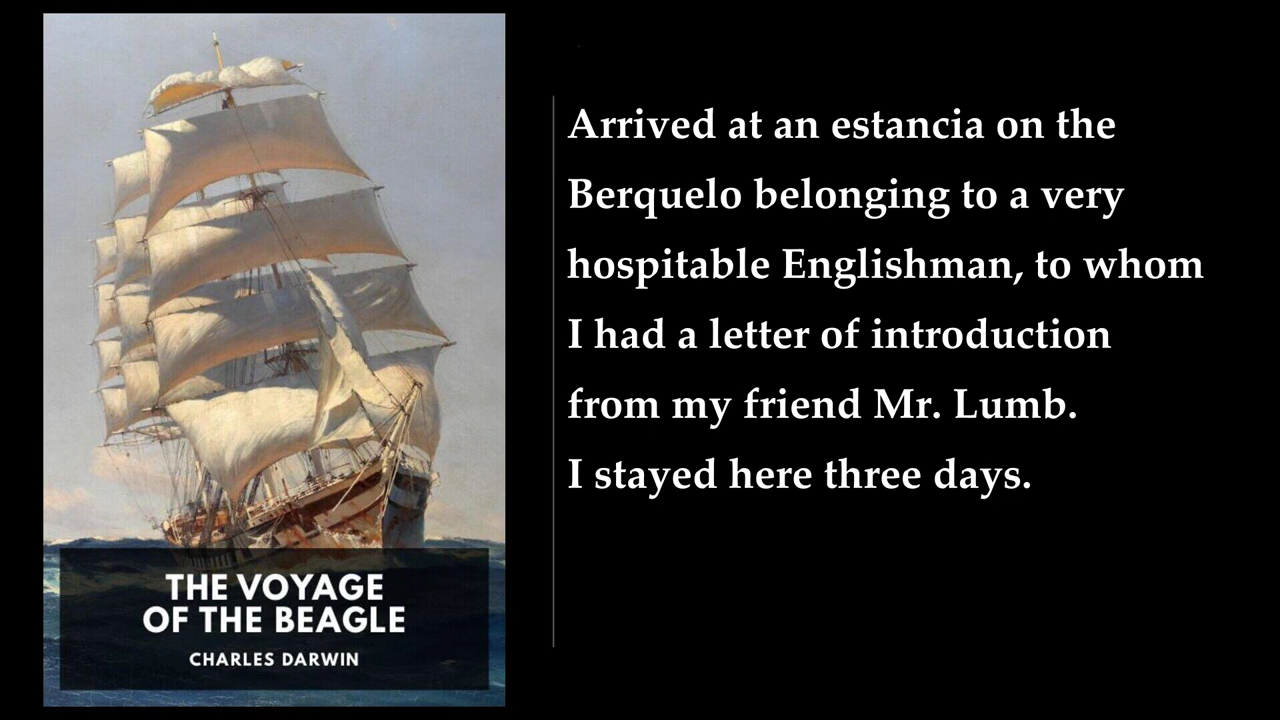 THE VOYAGE
OF THE BEAGLE
CHARLES DARWIN
Arrived at an estancia on the
Berquelo belonging to a very
hospitable Englishman, to whom
I had a letter of introduction
from my friend Mr. Lumb.
I stayed here three days.